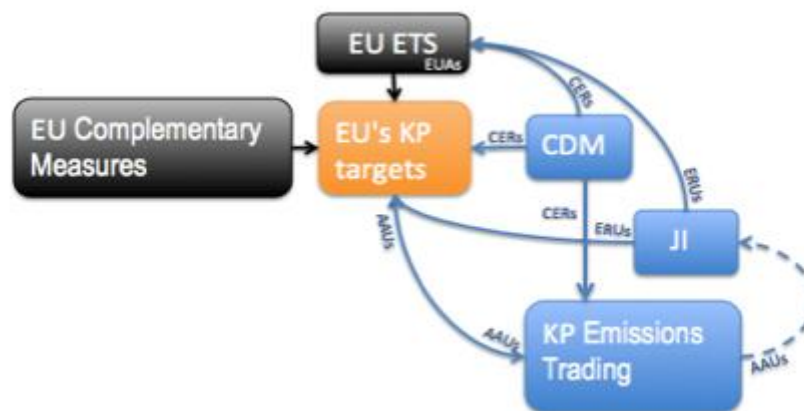 EU ETS
EUAs
EU Complementary
Measures
EU's KP
targets
CERs
CERs
CDM
CERs
ERUs
AAUs
ERUs
JI
AAUs
KP Emissions
Trading
AAUs